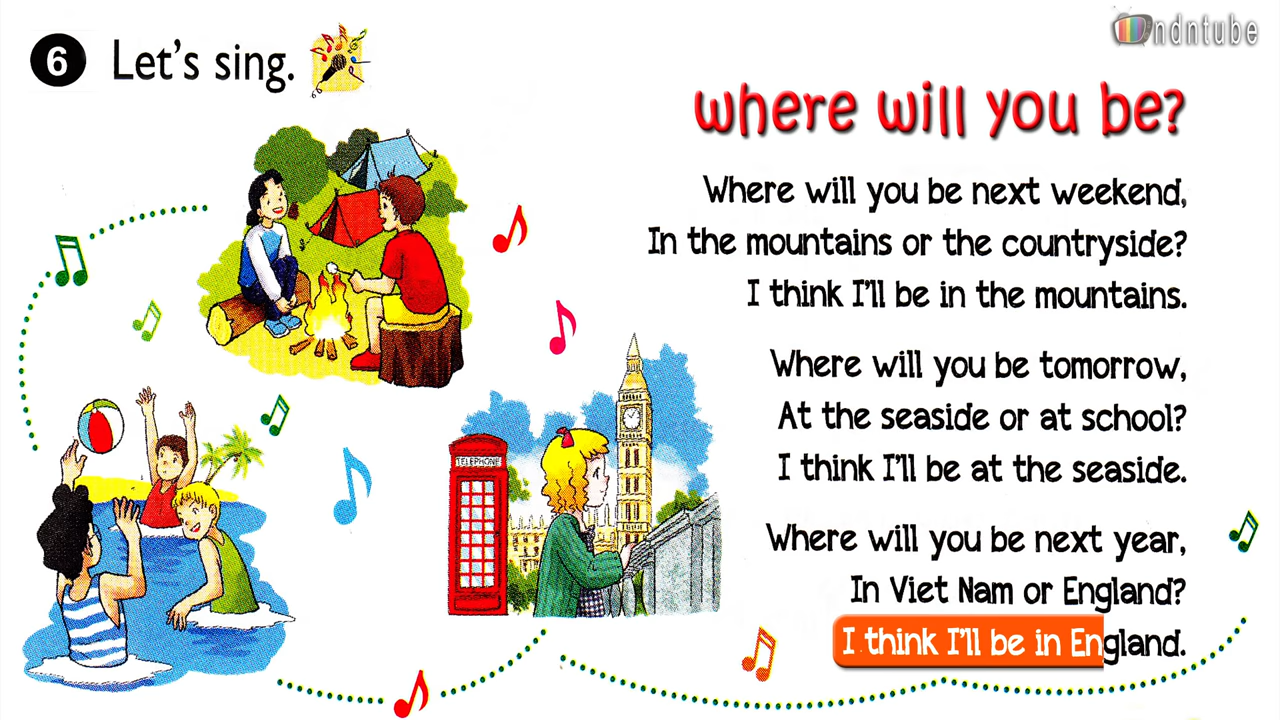 6 Let's sing.
ndntube
where will you be?
Where will you be next weekend,
In the mountains or the countryside?
I think I'll be in the mountains.
Where will you be tomorrow,
At the seaside or at school?
I think I'll be at the seaside.
Where will you be next year,
In Viet Nam or England?
I think I'll be in England.
TELEPHONE